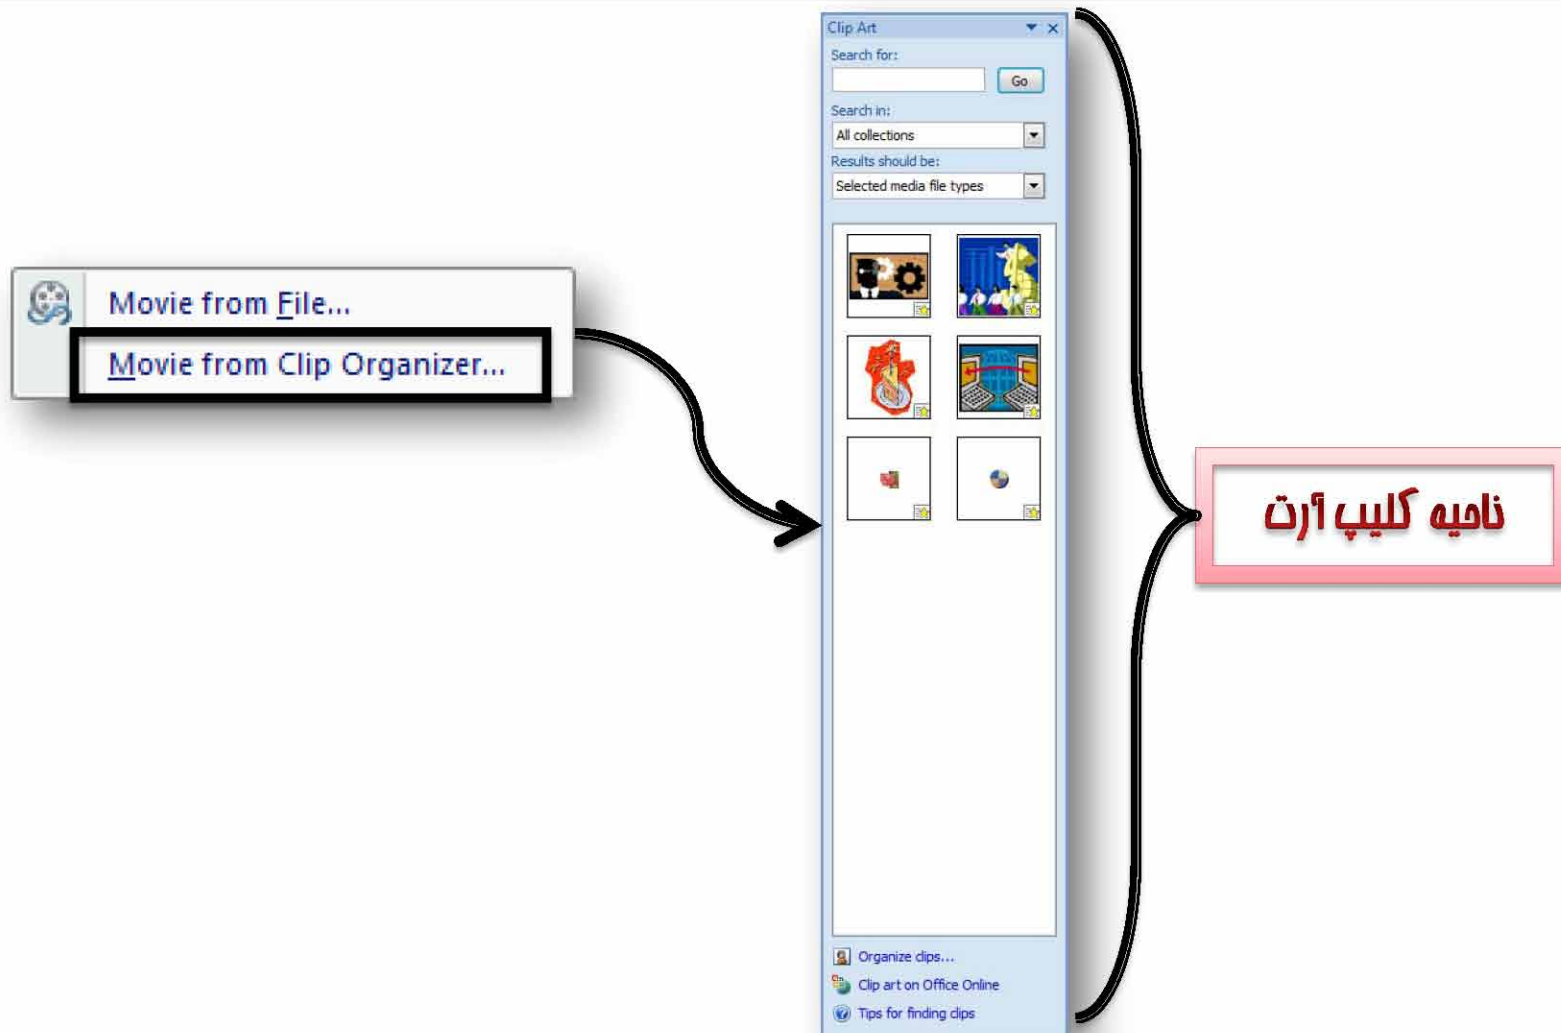 Movie from File...
Movie from Clip Organizer...
Clip Art
Search for:
Go
Search in:
All collections
Results should be:
Selected media file types
Organize clips...
Clip art on Office Online
Tips for finding clips
ناحیه کلیپ آرت